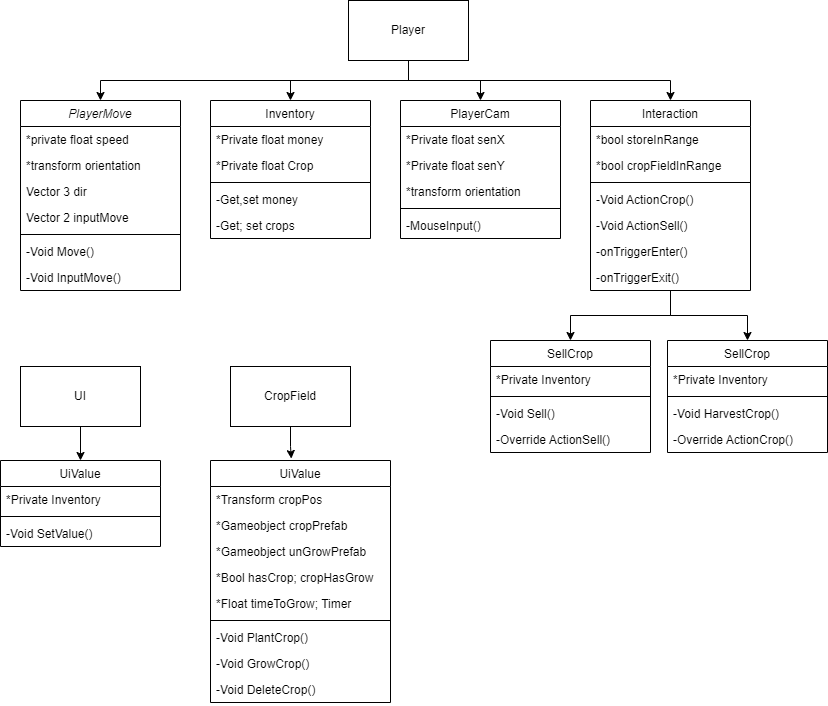 Player
PlayerMove
*private float speed
*transform orientation
Vector 3 dir
Vector 2 inputMove
-Void Move()
-Void InputMove()
Inventory
*Private float money
*Private float Crop
-Get,set money
-Get; set crops
PlayerCam
*Private float senX
*Private float senY
*transform orientation
-MouseInput()
Interaction
*bool storeInRange
*bool cropFieldInRange
-Void ActionCrop()
-Void ActionSell()
-onTriggerEnter()
-onTriggerExit()
SellCrop
*Private Inventory
-Void Sell()
-Override ActionSell()
SellCrop
*Private Inventory
-Void HarvestCrop()
-Override ActionCrop()
UI
UiValue
*Private Inventory
-Void SetValue()
CropField
UiValue
*Transform cropPos
*Gameobject cropPrefab
*Gameobject unGrowPrefab
*Bool hasCrop; cropHasGrow
*Float timeToGrow; Timer
-Void PlantCrop()
-Void GrowCrop()
-Void DeleteCrop()